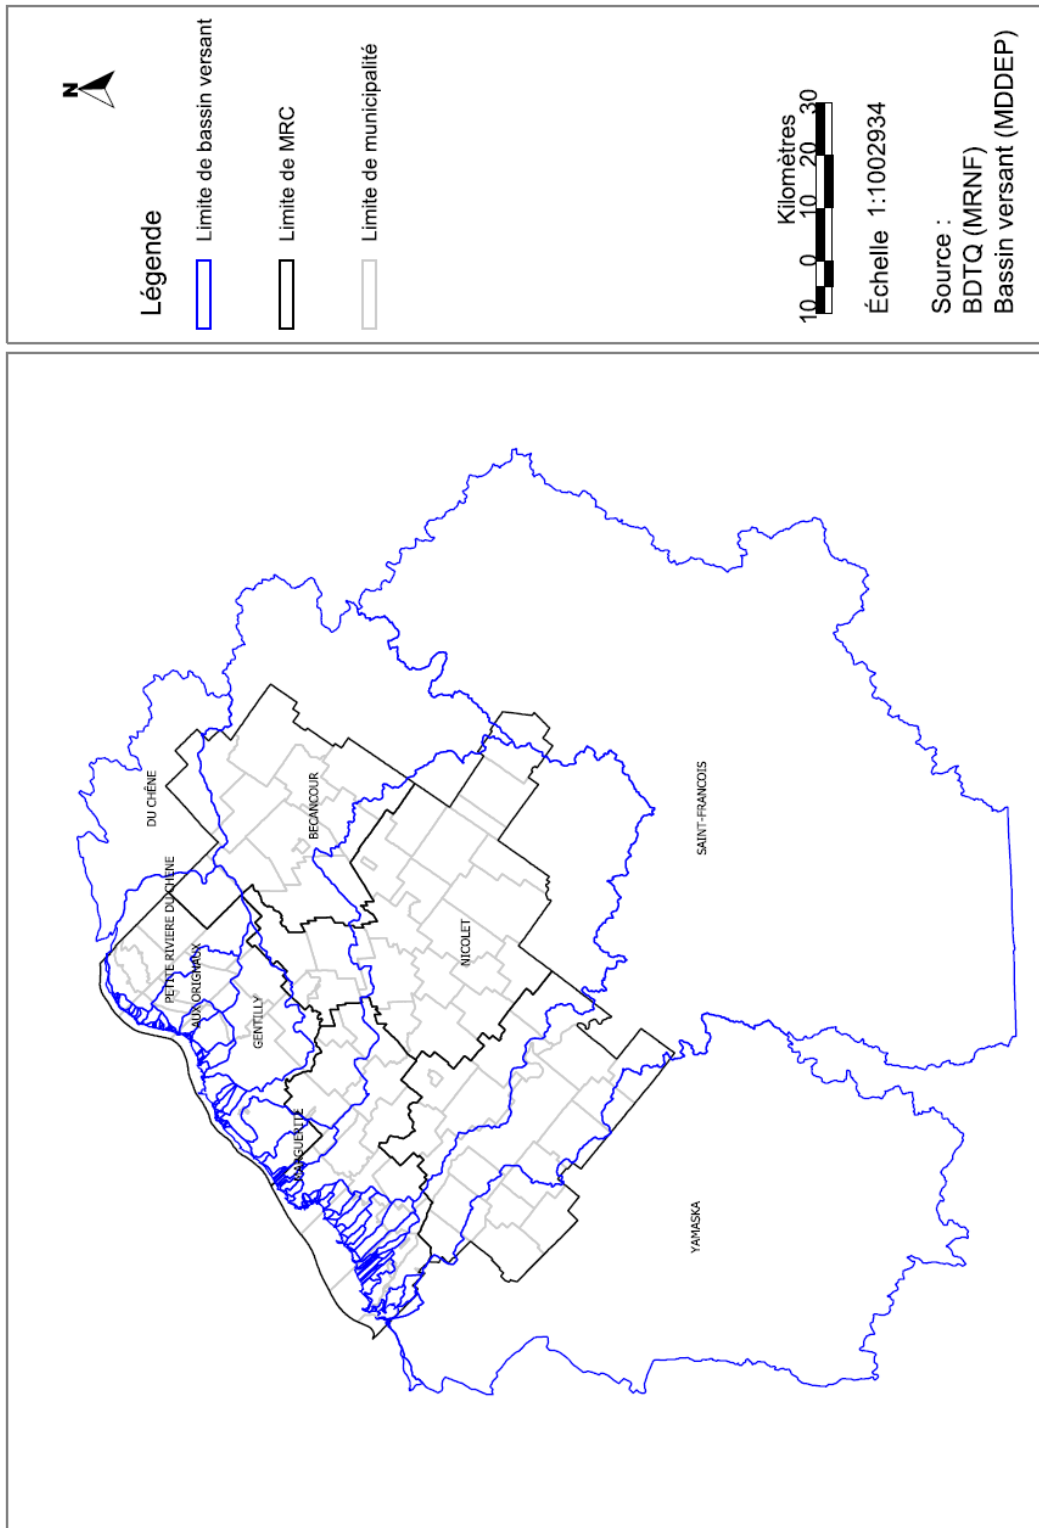 N
Légende
Limite de bassin versant
Limite de MRC
Limite de municipalité
Kilomètres
10 0 10 20 30
Échelle 1:1002934
Source :
BDTQ (MRNF)
Bassin versant (MDDEP)
DU CHÊNE
PETITE RIVIERE DU CHENE
AUX ORIGNAUX
GENTILLY
BECANCOUR
MARGUERITE
NICOLET
SAINT-FRANCOIS
YAMASKA